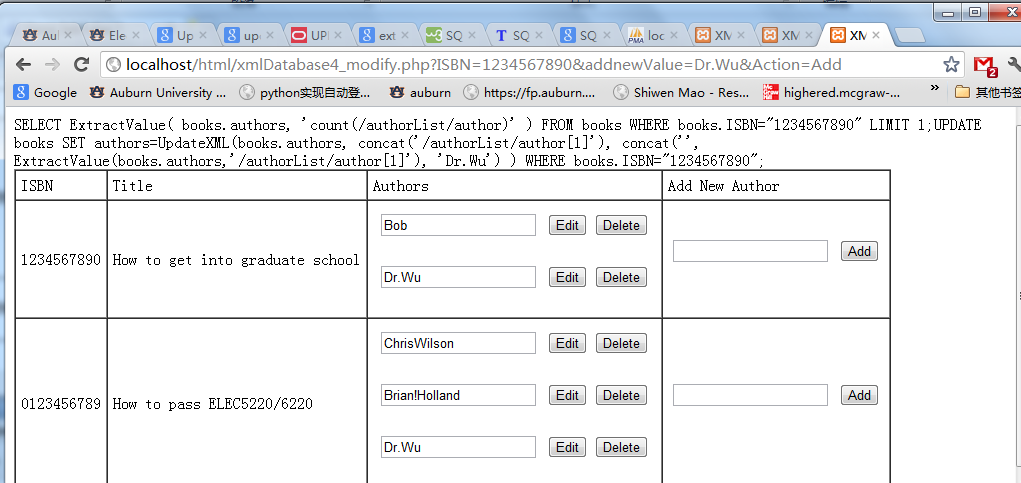 Aul
Ele
Up
up
UP
ext
SQ
SQ
SQ
loc
XM
XM
XM
localhost/html/xmlDatabase4_modify.php?ISBN=1234567890&addnewValue=Dr.Wu&Action=Add
2
Google Auburn University ... python实现自动登... auburn https://fp.auburn.... Shiwen Mao - Res... highered.mcgraw-... » 其他书签
SELECT ExtractValue( books.authors, 'count(/authorList/author)' ) FROM books WHERE books.ISBN="1234567890" LIMIT 1;UPDATE
books SET authors=UpdateXML(books.authors, concat('/authorList/author[1]'), concat('',
ExtractValue(books.authors,'/authorList/author[1]'), 'Dr.Wu') ) WHERE books.ISBN="1234567890";
ISBN Title Authors Add New Author
Bob Edit Delete
1234567890 How to get into graduate school Add
Dr.Wu Edit Delete
ChrisWilson Edit Delete
0123456789 How to pass ELEC5220/6220 Brian!Holland Edit Delete Add
Dr.Wu Edit Delete